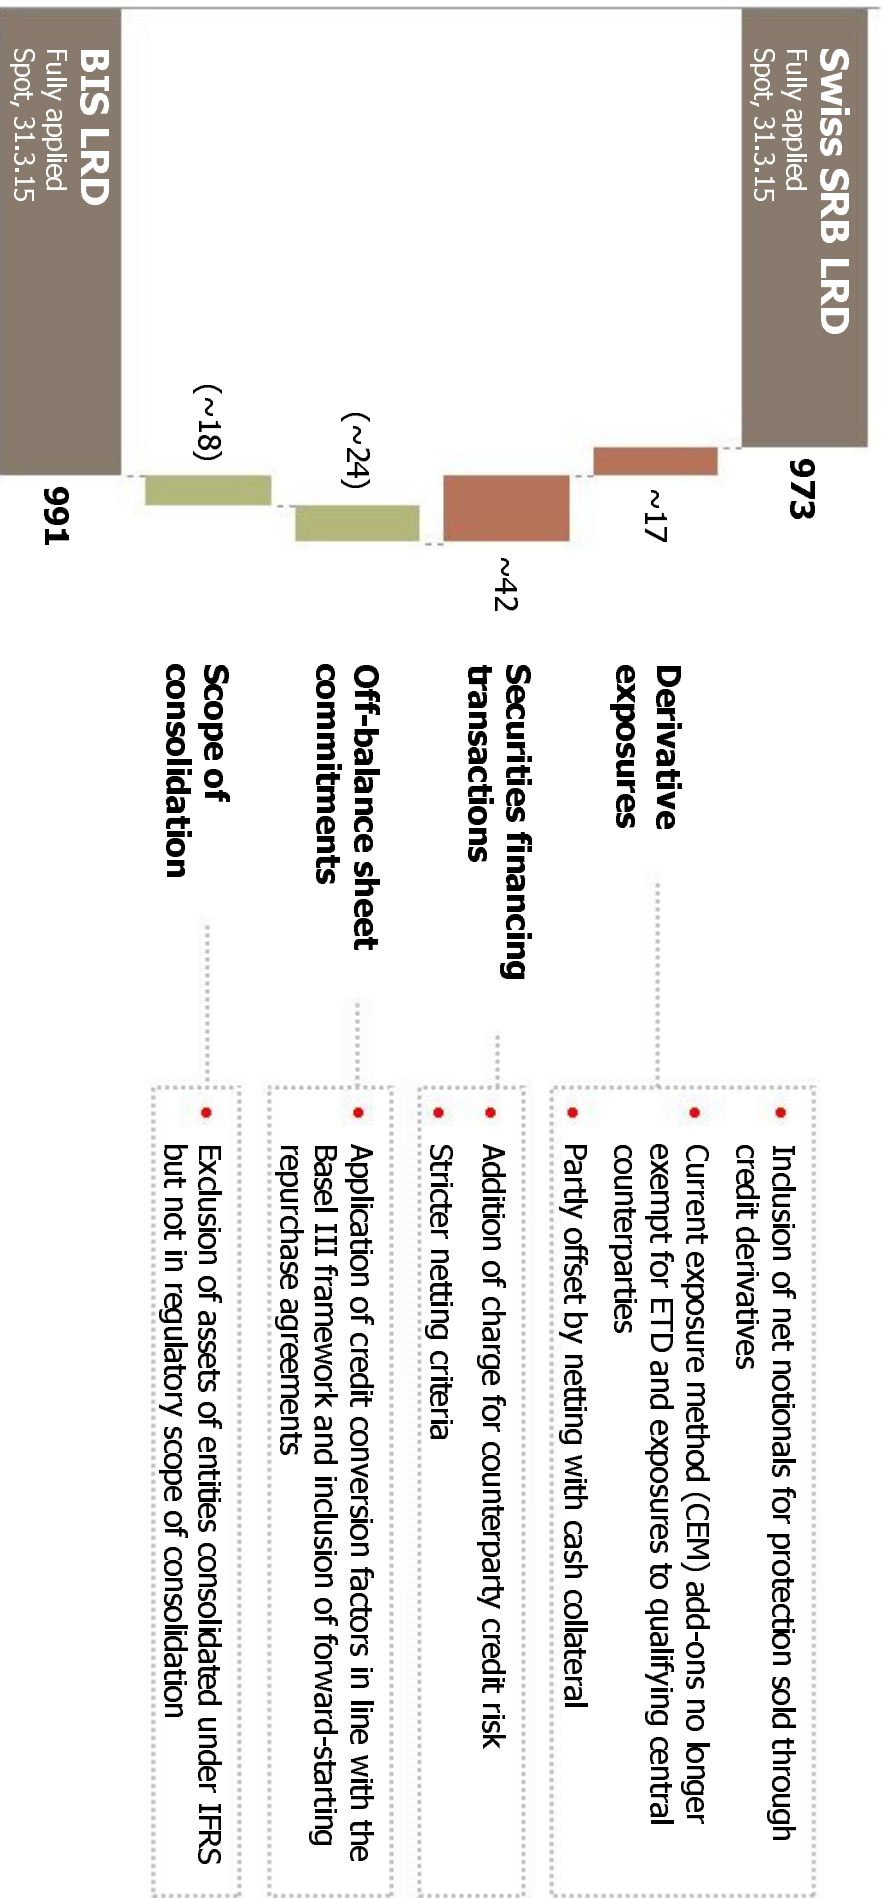 Swiss SRB LRD
Fully applied
Spot, 31.3.15
973
~17
Derivative
exposures
Inclusion of net notionals for protection sold through
credit derivatives
Current exposure method (CEM) add-ons no longer
exempt for ETD and exposures to qualifying central
counterparties
Partly offset by netting with cash collateral
~42
Securities financing
transactions
Addition of charge for counterparty credit risk
Stricter netting criteria
(~24)
Off-balance sheet
commitments
Application of credit conversion factors in line with the
Basel III framework and inclusion of forward-starting
repurchase agreements
(~18)
Scope of
consolidation
Exclusion of assets of entities consolidated under IFRS
but not in regulatory scope of consolidation
BIS LRD
Fully applied
Spot, 31.3.15
991